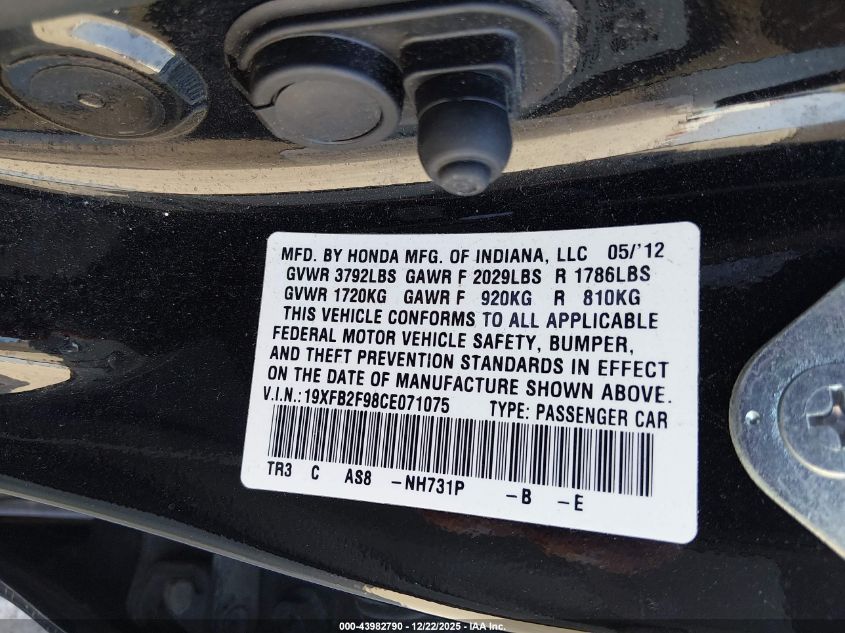 MFD. BY HONDA MFG. OF INDIANA, LLC 05/'12
GVWR 3792LBS GAWR F 2029LBS R 1786LBS
GVWR 1720KG GAWR F 920KG R 810KG
THIS VEHICLE CONFORMS TO ALL APPLICABLE
FEDERAL MOTOR VEHICLE SAFETY, BUMPER,
AND THEFT PREVENTION STANDARDS IN EFFECT
ON THE DATE OF MANUFACTURE SHOWN ABOVE.
V.I.N.: 19XFB2F98CE071075 TYPE: PASSENGER CAR
TR3 C AS8 -NH731P -B -E
000-43982790 - 12/22/2025 - IAA Inc.